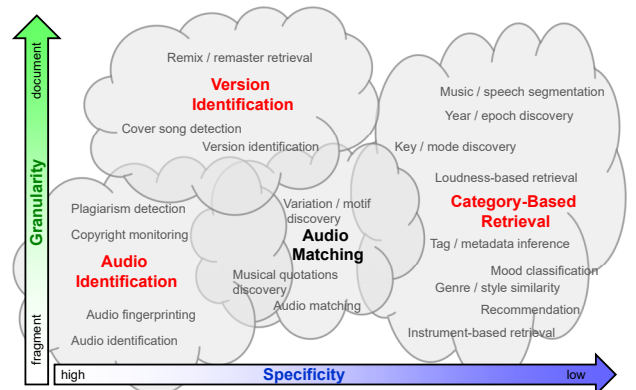 document
Granularity
fragment
Remix / remaster retrieval
Version
Identification
Cover song detection
Version identification
Music / speech segmentation
Year / epoch discovery
Key / mode discovery
Loudness-based retrieval
Category-Based
Retrieval
Tag / metadata inference
Mood classification
Genre / style similarity
Recommendation
Instrument-based retrieval
Plagiarism detection
Copyright monitoring
Audio
Identification
Audio fingerprinting
Audio identification
Variation / motif
discovery
Audio
Matching
Musical quotations
discovery
Audio matching
high
Specificity
low